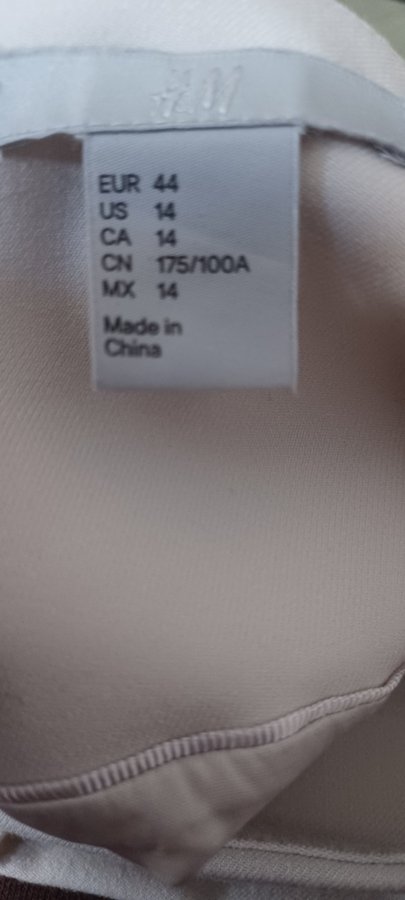 H&M
EUR 44
US 14
CA 14
CN 175/100A
MX 14
Made in
China